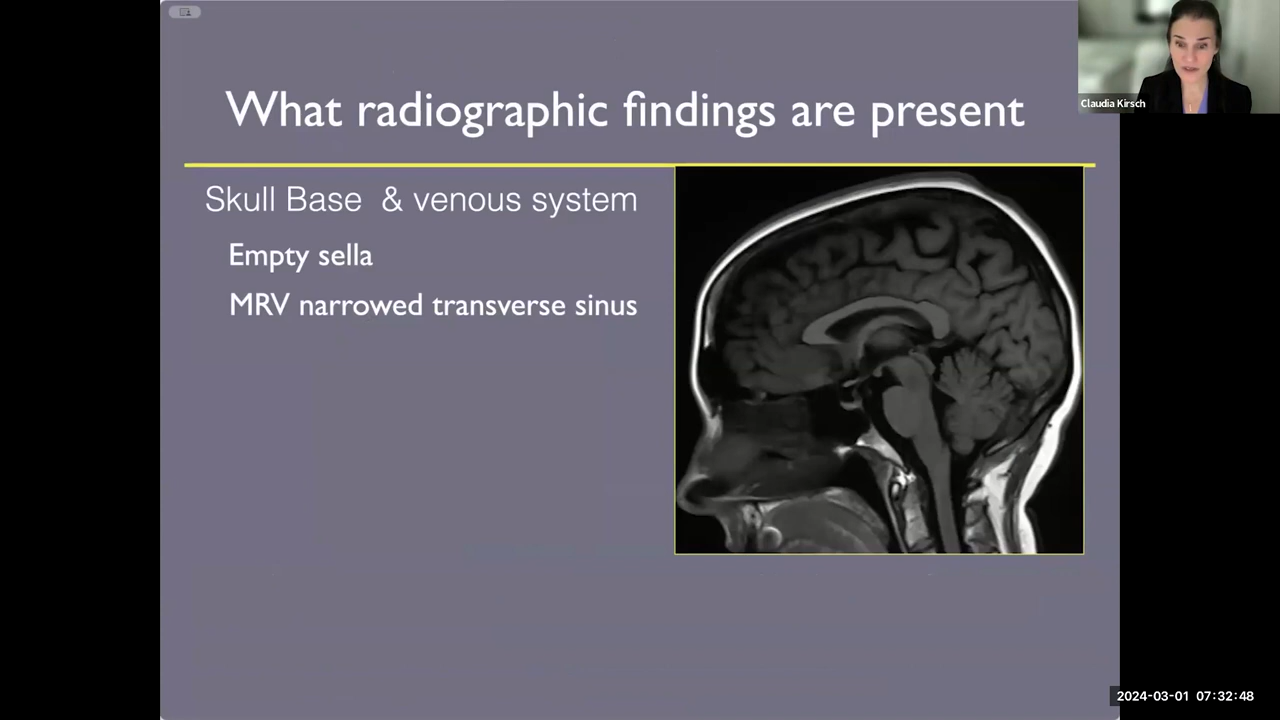 What radiographic findings are present
Claudia Kirsch
Skull Base & venous system
Empty sella
MRV narrowed transverse sinus
2024-03-01 07:32:48